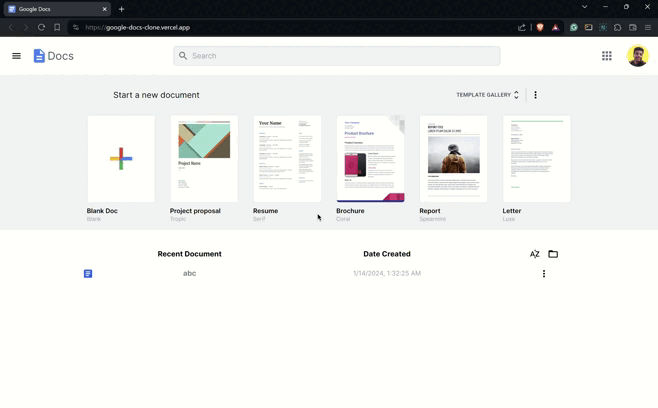 Google Docs
https://google-docs-clone.vercel.app
Docs
Search
Start a new document
TEMPLATE GALLERY
Your Name
Project Name
Product Brochure
Blank Doc
Blank
Project proposal
Tropic
Resume
Serif
Brochure
Coral
Report
Spearmint
Letter
Luxe
Recent Document
Date Created
abc
1/14/2024, 1:32:25 AM